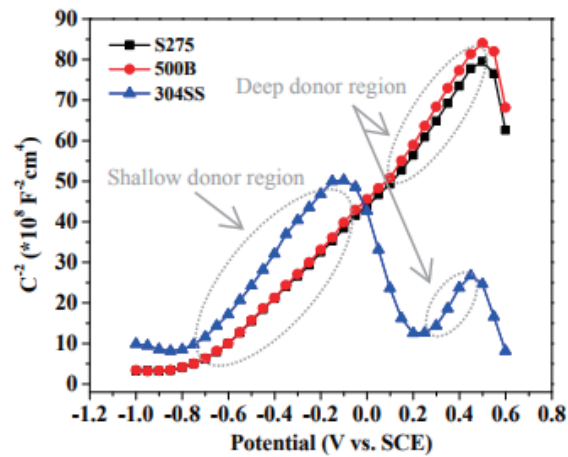 90
80
70
60
50
40
30
20
10
0
C⁻² (*10⁸ F⁻²cm⁴)
S275
500B
304SS
Deep donor region
Shallow donor region
-1.2 -1.0 -0.8 -0.6 -0.4 -0.2 0.0 0.2 0.4 0.6 0.8
Potential (V vs. SCE)